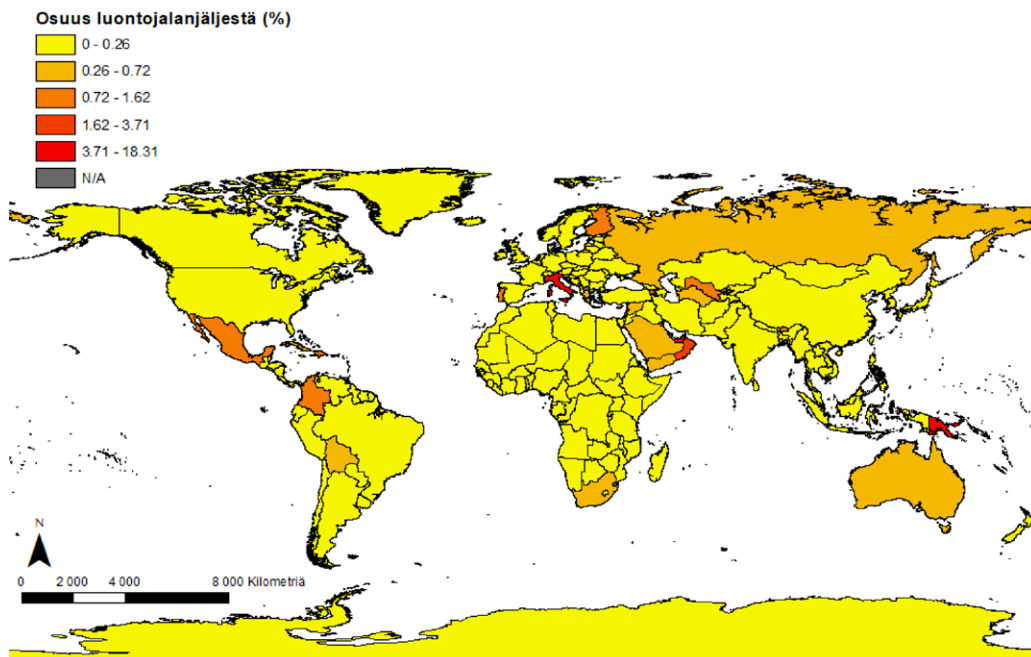 Osuus luontojalanjäljestä (%)
0 - 0.26
0.26 - 0.72
0.72 - 1.62
1.62 - 3.71
3.71 - 18.31
N/A
N
0 2 000 4 000 8 000 Kilometriä